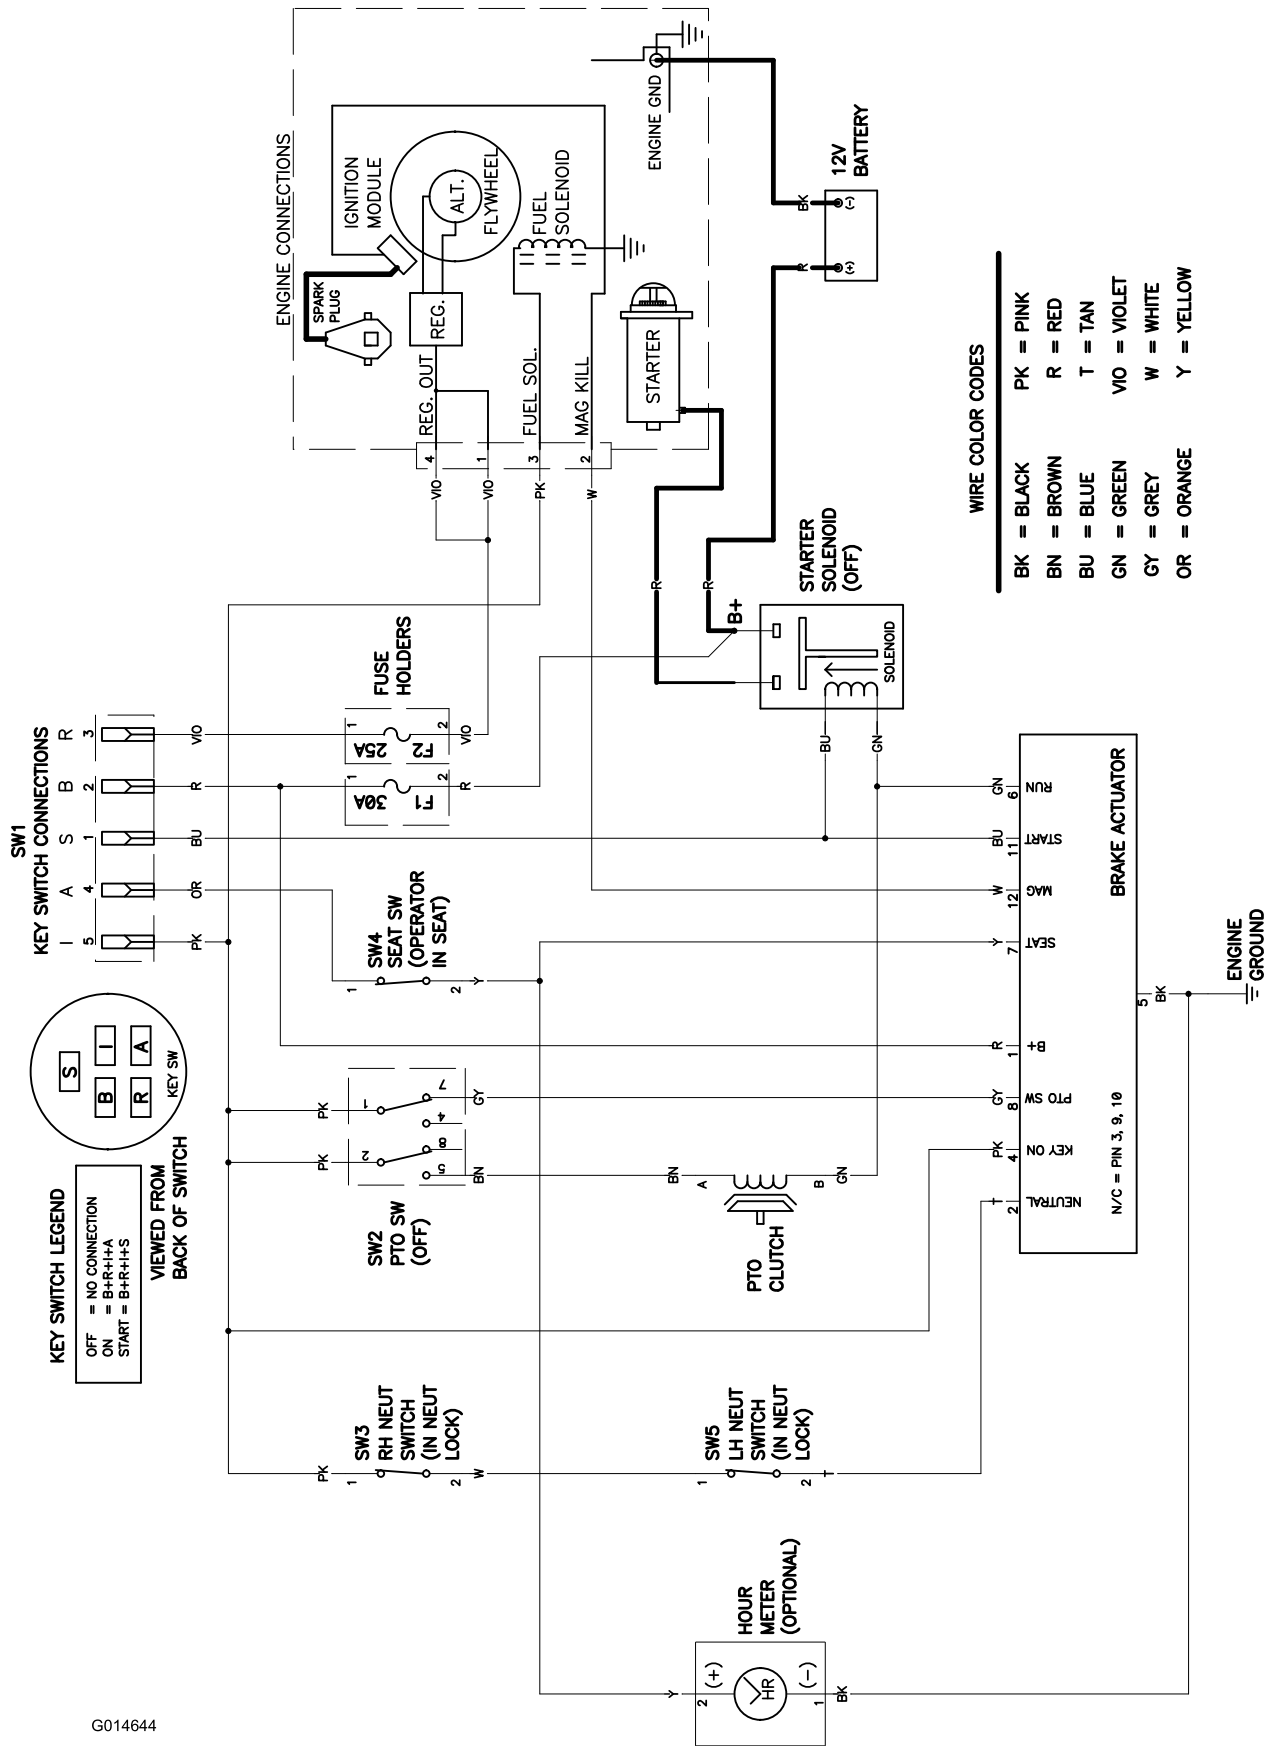 SW1
KEY SWITCH CONNECTIONS
I A S B R
5 4 1 2 3
PK
OR
BU
R
VIO
S
B
I
R
A
KEY SW
VIEWED FROM
BACK OF SWITCH
KEY SWITCH LEGEND
OFF = NO CONNECTION
ON = B+R+I+A
START = B+R+I+S
ENGINE CONNECTIONS
SPARK
PLUG
IGNITION
MODULE
ALT.
FLYWHEEL
REG.
FUEL
SOLENOID
ENGINE GND
STARTER
REG. OUT
FUEL SOL.
MAG KILL
4
1
3
2
VIO
VIO
PK
W
12V
BATTERY
(-)
(+)
BK
R
FUSE
HOLDERS
1
25A
F2
2
VIO
1
30A
F1
2
R
R
R
B+
STARTER
SOLENOID
(OFF)
SOLENOID
BU
GN
SW4
SEAT SW
(OPERATOR
IN SEAT)
1
2
Y
SW2
PTO SW
(OFF)
PK
1
7
4
GY
PK
2
8
5
BN
BN
A
B
GN
PTO
CLUTCH
SW3
RH NEUT
SWITCH
(IN NEUT
LOCK)
PK
1
2
W
SW5
LH NEUT
SWITCH
(IN NEUT
LOCK)
1
2
T
HOUR
METER
(OPTIONAL)
Y
2
(+)
HR
(-)
1
BK
BRAKE ACTUATOR
N/C = PIN 3, 9, 10
GN
6
RUN
BU
11
START
W
12
MAG
Y
7
SEAT
R
1
B+
GY
8
PTO SW
PK
4
KEY ON
T
2
NEUTRAL
5
BK
ENGINE
GROUND
WIRE COLOR CODES
BK = BLACK PK = PINK
BN = BROWN R = RED
BU = BLUE T = TAN
GN = GREEN VIO = VIOLET
GY = GREY W = WHITE
OR = ORANGE Y = YELLOW
G014644